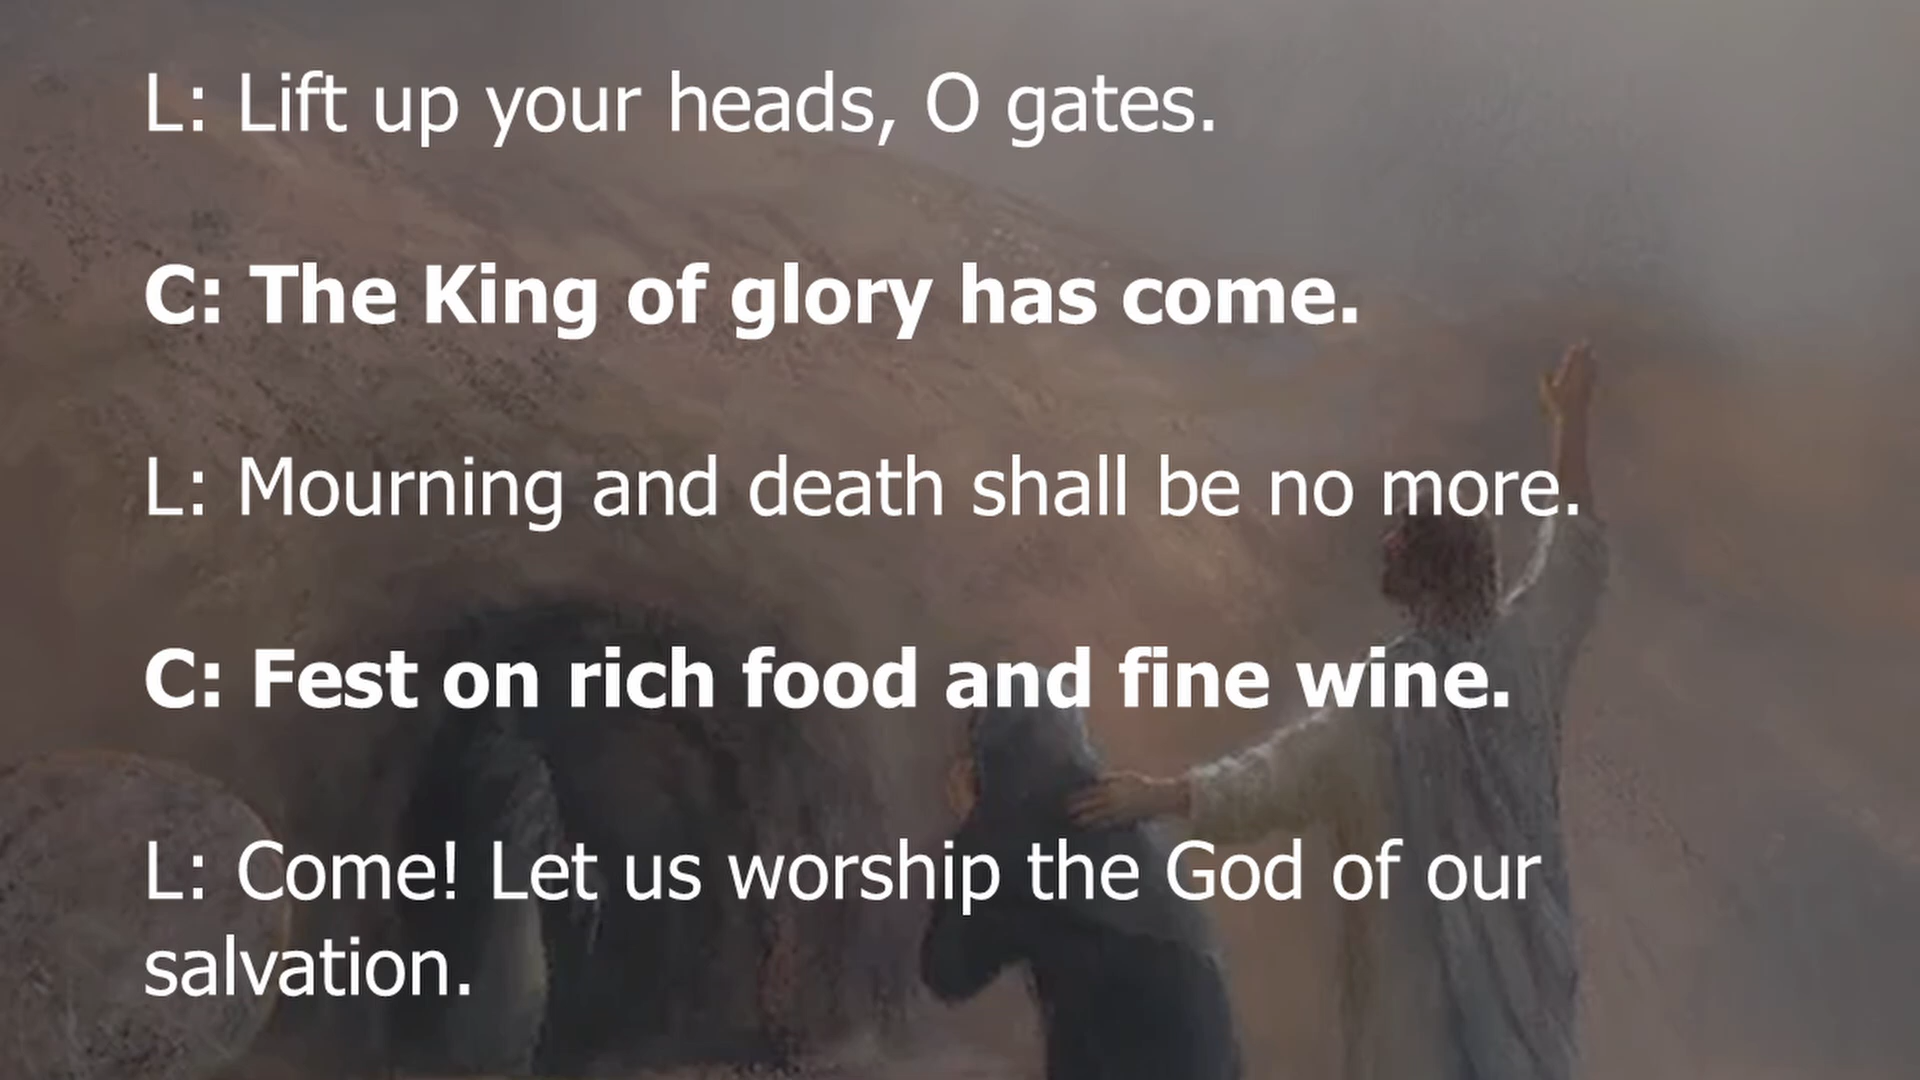 L: Lift up your heads, O gates.
C: The King of glory has come.
L: Mourning and death shall be no more.
C: Fest on rich food and fine wine.
L: Come! Let us worship the God of our
salvation.